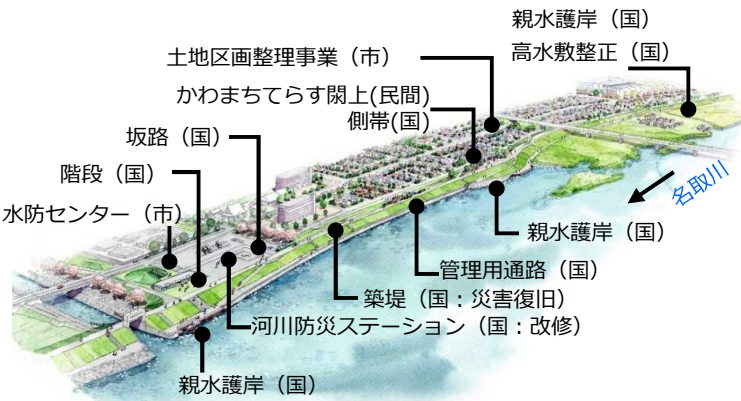 親水護岸（国）
高水敷整正（国）
土地区画整理事業（市）
かわまちてらす閖上(民間)
側帯(国)
坂路（国）
階段（国）
水防センター（市）
名取川
親水護岸（国）
管理用通路（国）
築堤（国：災害復旧）
河川防災ステーション（国：改修）
親水護岸（国）